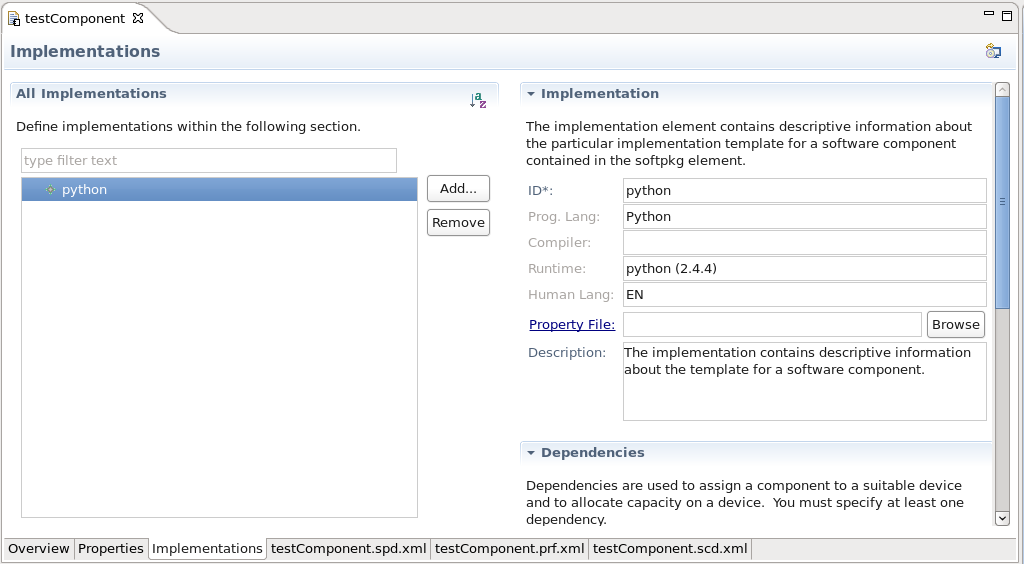 testComponent
Implementations
All Implementations
Define implementations within the following section.
type filter text
python
Add...
Remove
Implementation
The implementation element contains descriptive information about
the particular implementation template for a software component
contained in the softpkg element.
ID*: python
Prog. Lang: Python
Compiler:
Runtime: python (2.4.4)
Human Lang: EN
Property File: Browse
Description: The implementation contains descriptive information
about the template for a software component.
Dependencies
Dependencies are used to assign a component to a suitable device
and to allocate capacity on a device.  You must specify at least one
dependency.
Overview Properties Implementations testComponent.spd.xml testComponent.prf.xml testComponent.scd.xml